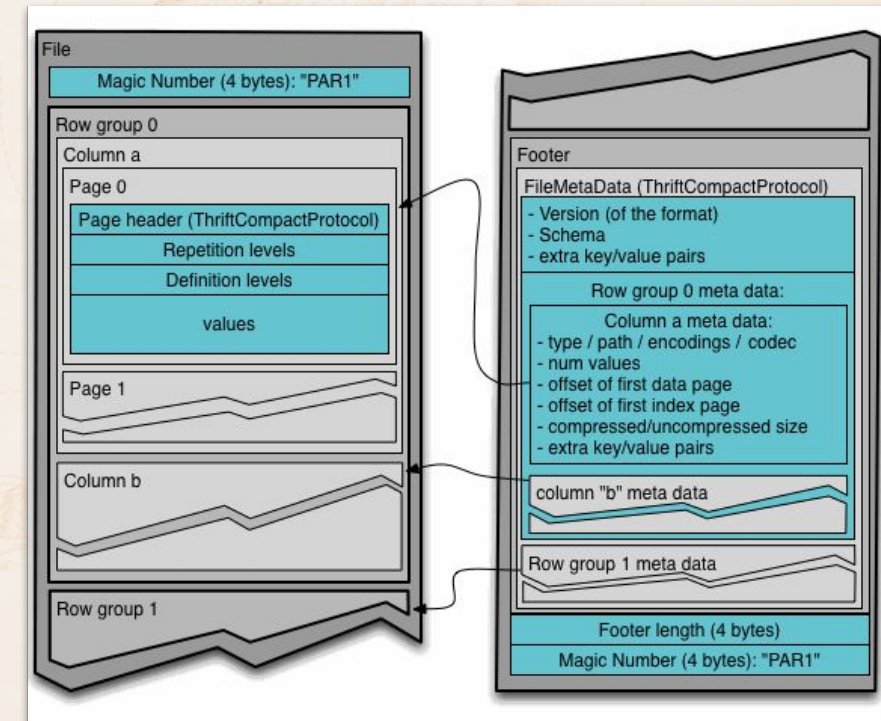 File
Magic Number (4 bytes): "PAR1"
Row group 0
Column a
Page 0
Page header (ThriftCompactProtocol)
Repetition levels
Definition levels
values
Page 1
Column b
Row group 1
Footer
FileMetaData (ThriftCompactProtocol)
- Version (of the format)
- Schema
- extra key/value pairs
Row group 0 meta data:
Column a meta data:
- type / path / encodings / codec
- num values
- offset of first data page
- offset of first index page
- compressed/uncompressed size
- extra key/value pairs
column "b" meta data
Row group 1 meta data
Footer length (4 bytes)
Magic Number (4 bytes): "PAR1"